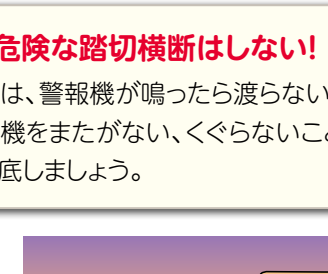 危険な踏切横断はしない!
は、警報機が鳴ったら渡らない
機をまたがない、くぐらないこ
底しましょう。